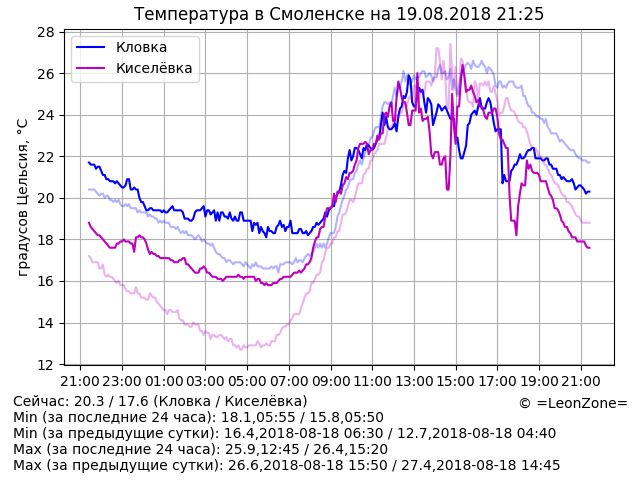 Температура в Смоленске на 19.08.2018 21:25
градусов Цельсия, °C
28
26
24
22
20
18
16
14
12
Кловка
Киселёвка
21:00 23:00 01:00 03:00 05:00 07:00 09:00 11:00 13:00 15:00 17:00 19:00 21:00
Сейчас: 20.3 / 17.6 (Кловка / Киселёвка)
© =LeonZone=
Min (за последние 24 часа): 18.1,05:55 / 15.8,05:50
Min (за предыдущие сутки): 16.4,2018-08-18 06:30 / 12.7,2018-08-18 04:40
Max (за последние 24 часа): 25.9,12:45 / 26.4,15:20
Max (за предыдущие сутки): 26.6,2018-08-18 15:50 / 27.4,2018-08-18 14:45